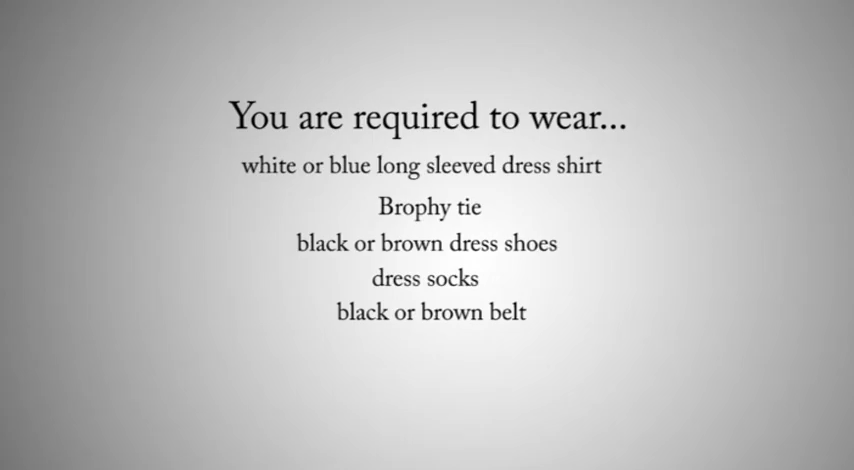 You are required to wear...
white or blue long sleeved dress shirt
Brophy tie
black or brown dress shoes
dress socks
black or brown belt